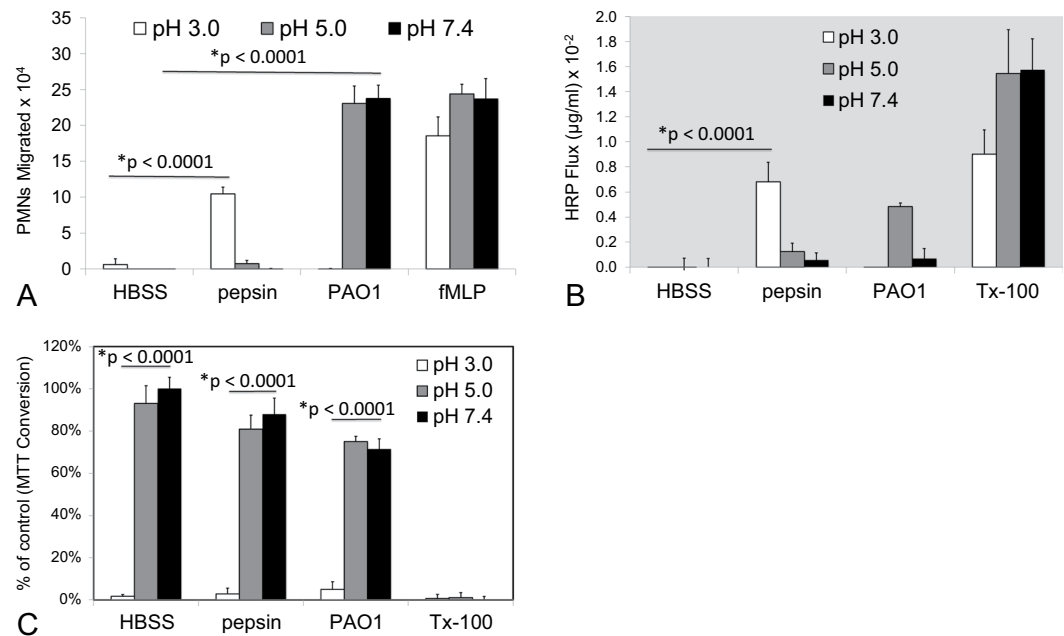 35
30
25
20
15
10
5
0
PMNs Migrated x 10⁴
pH 3.0 pH 5.0 pH 7.4
*p < 0.0001
*p < 0.0001
HBSS pepsin PAO1 fMLP
A
2.0
1.8
1.6
1.4
1.2
1.0
0.8
0.6
0.4
0.2
0.0
HRP Flux (µg/ml) x 10⁻²
pH 3.0
pH 5.0
pH 7.4
*p < 0.0001
HBSS pepsin PAO1 Tx-100
B
120%
100%
80%
60%
40%
20%
0%
% of control (MTT Conversion)
*p < 0.0001
*p < 0.0001
*p < 0.0001
pH 3.0
pH 5.0
pH 7.4
HBSS pepsin PAO1 Tx-100
C